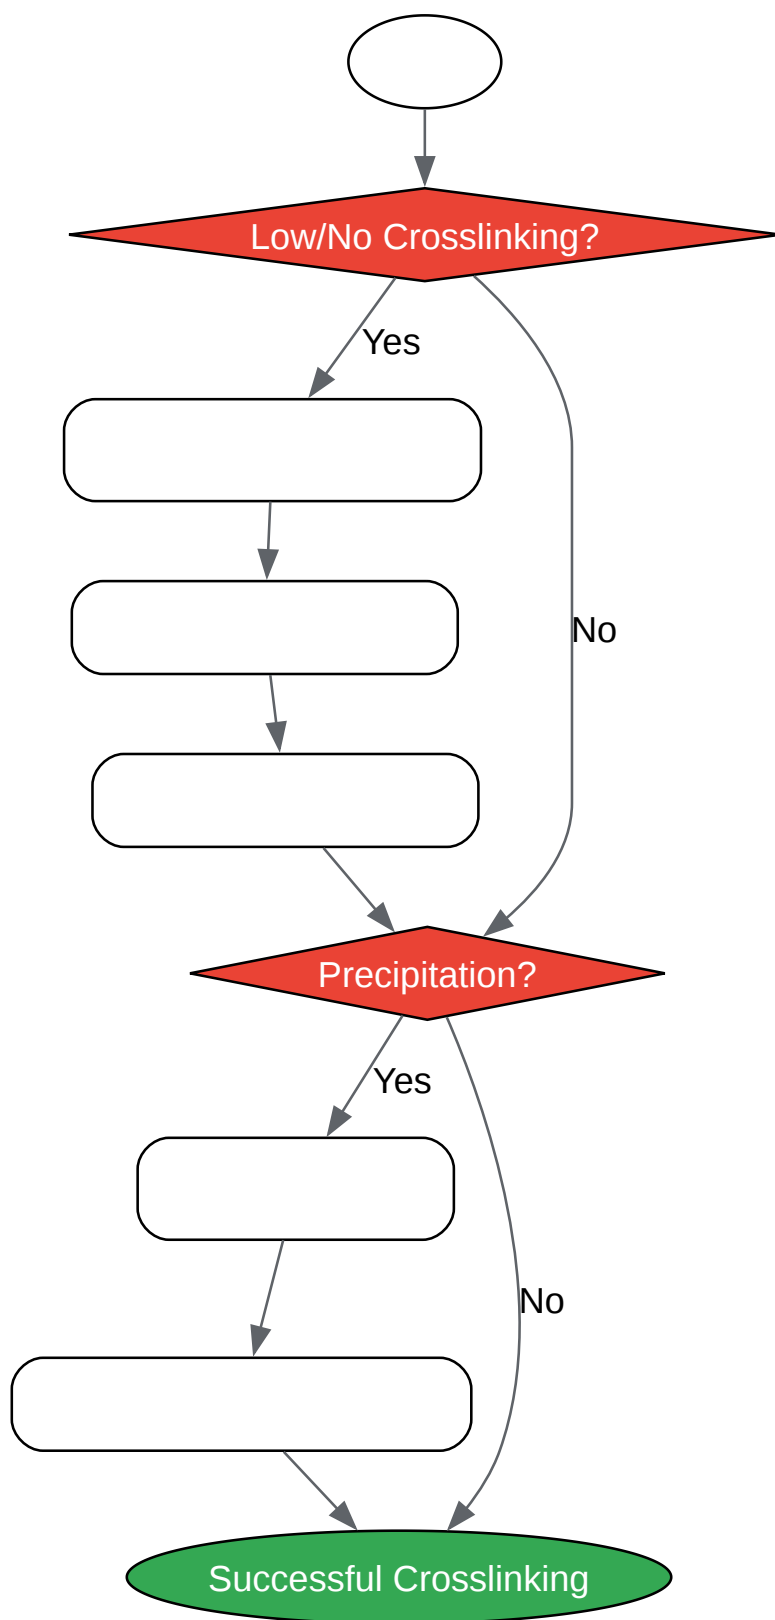 Low/No Crosslinking?
Yes
No
Precipitation?
Yes
No
Successful Crosslinking